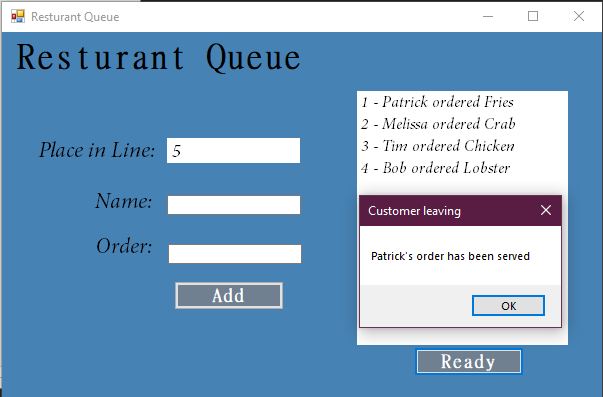 Resturant Queue
Resturant Queue
Place in Line: 5
Name:
Order:
Add
1 - Patrick ordered Fries
2 - Melissa ordered Crab
3 - Tim ordered Chicken
4 - Bob ordered Lobster
Customer leaving
Patrick's order has been served
OK
Ready